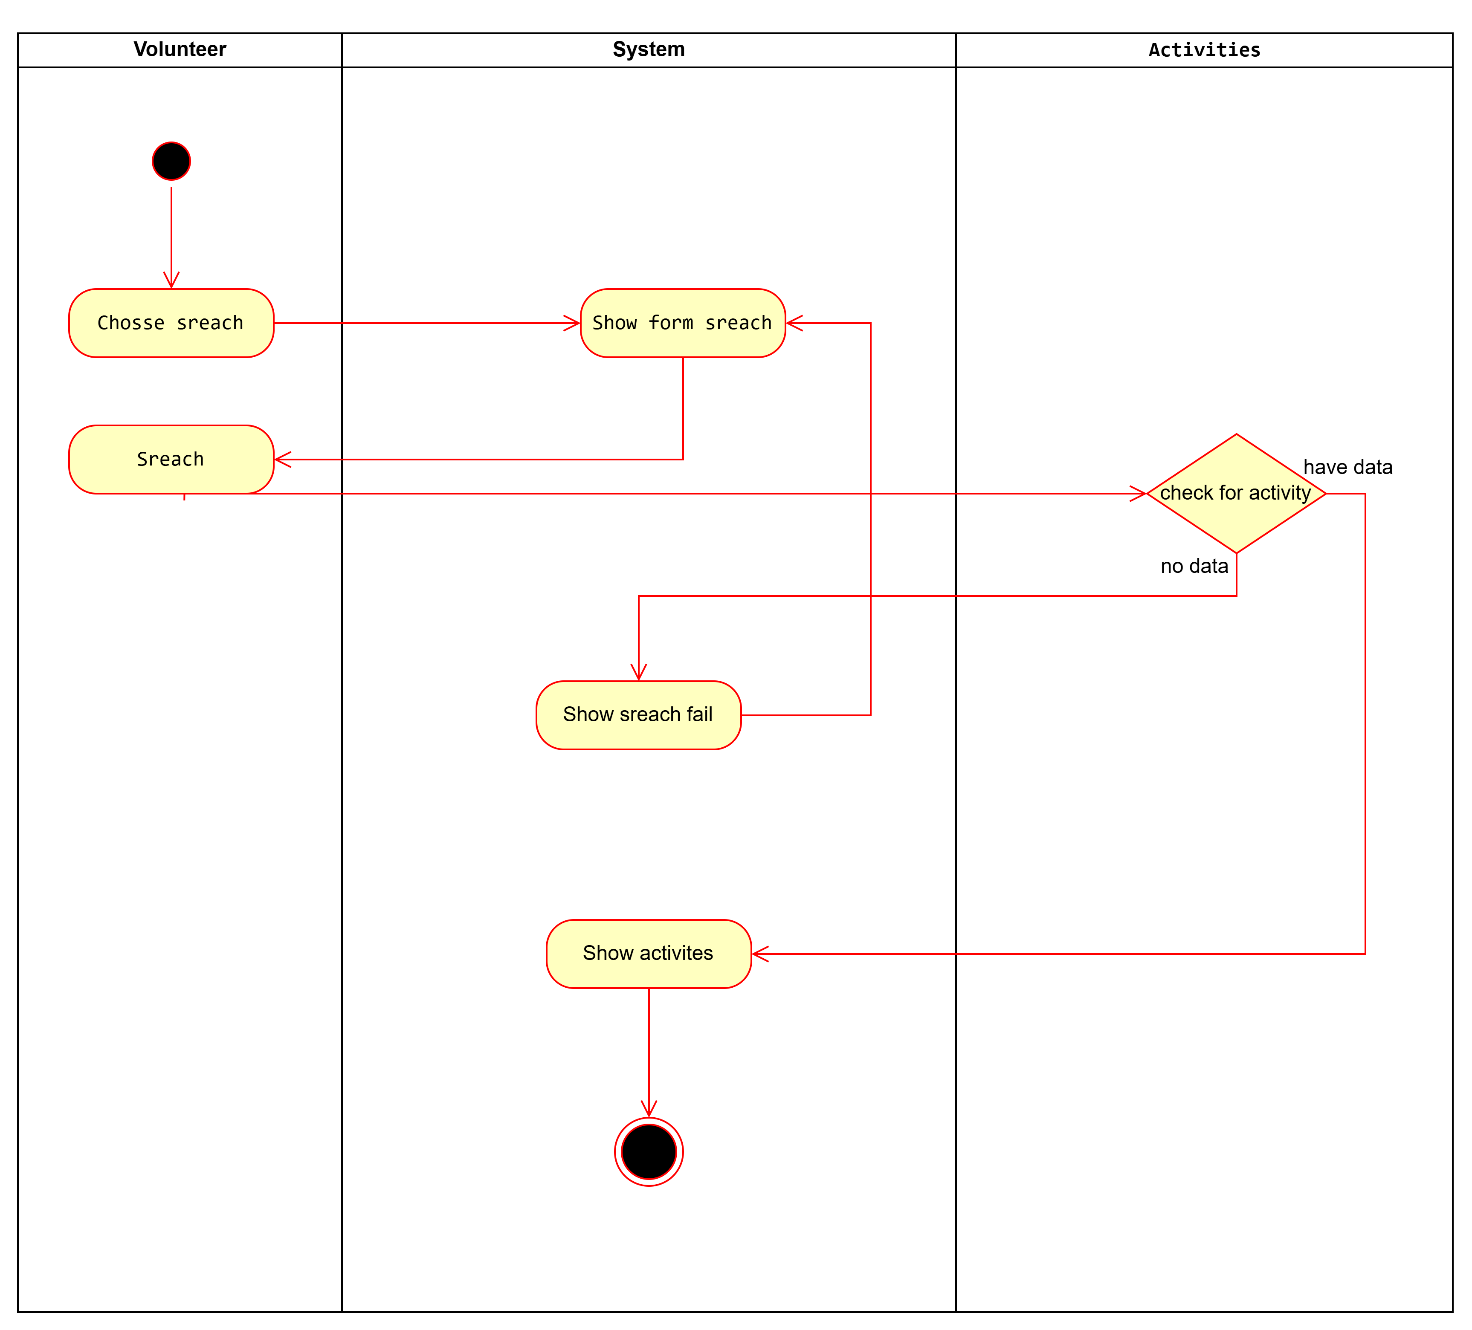 Volunteer
System
Activities
Chosse sreach
Show form sreach
Sreach
have data
check for activity
no data
Show sreach fail
Show activites